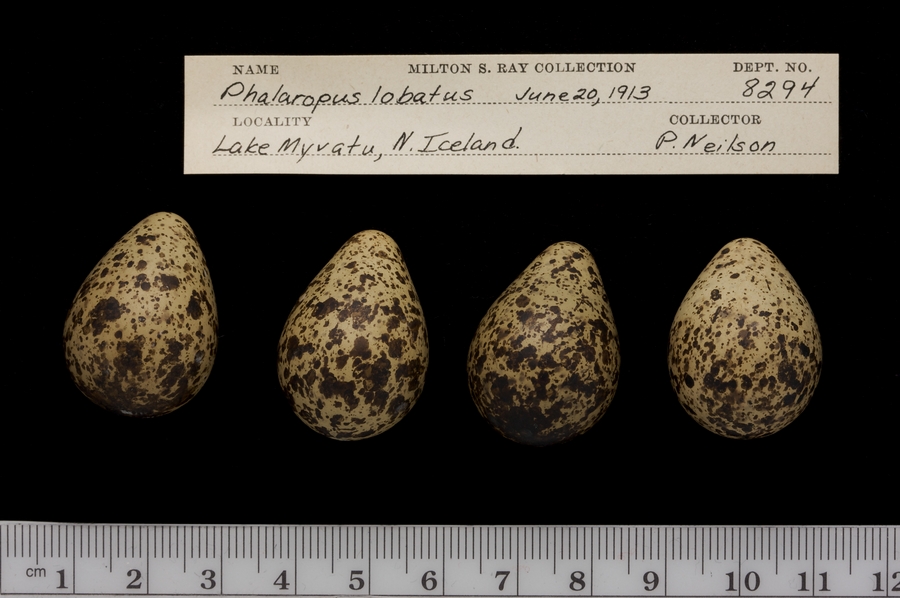 NAME MILTON S. RAY COLLECTION DEPT. NO.
Phalaropus lobatus June 20, 1913 8294
LOCALITY COLLECTOR
Lake Myvatu, N. Iceland. P. Neilson
cm 1 2 3 4 5 6 7 8 9 10 11 12